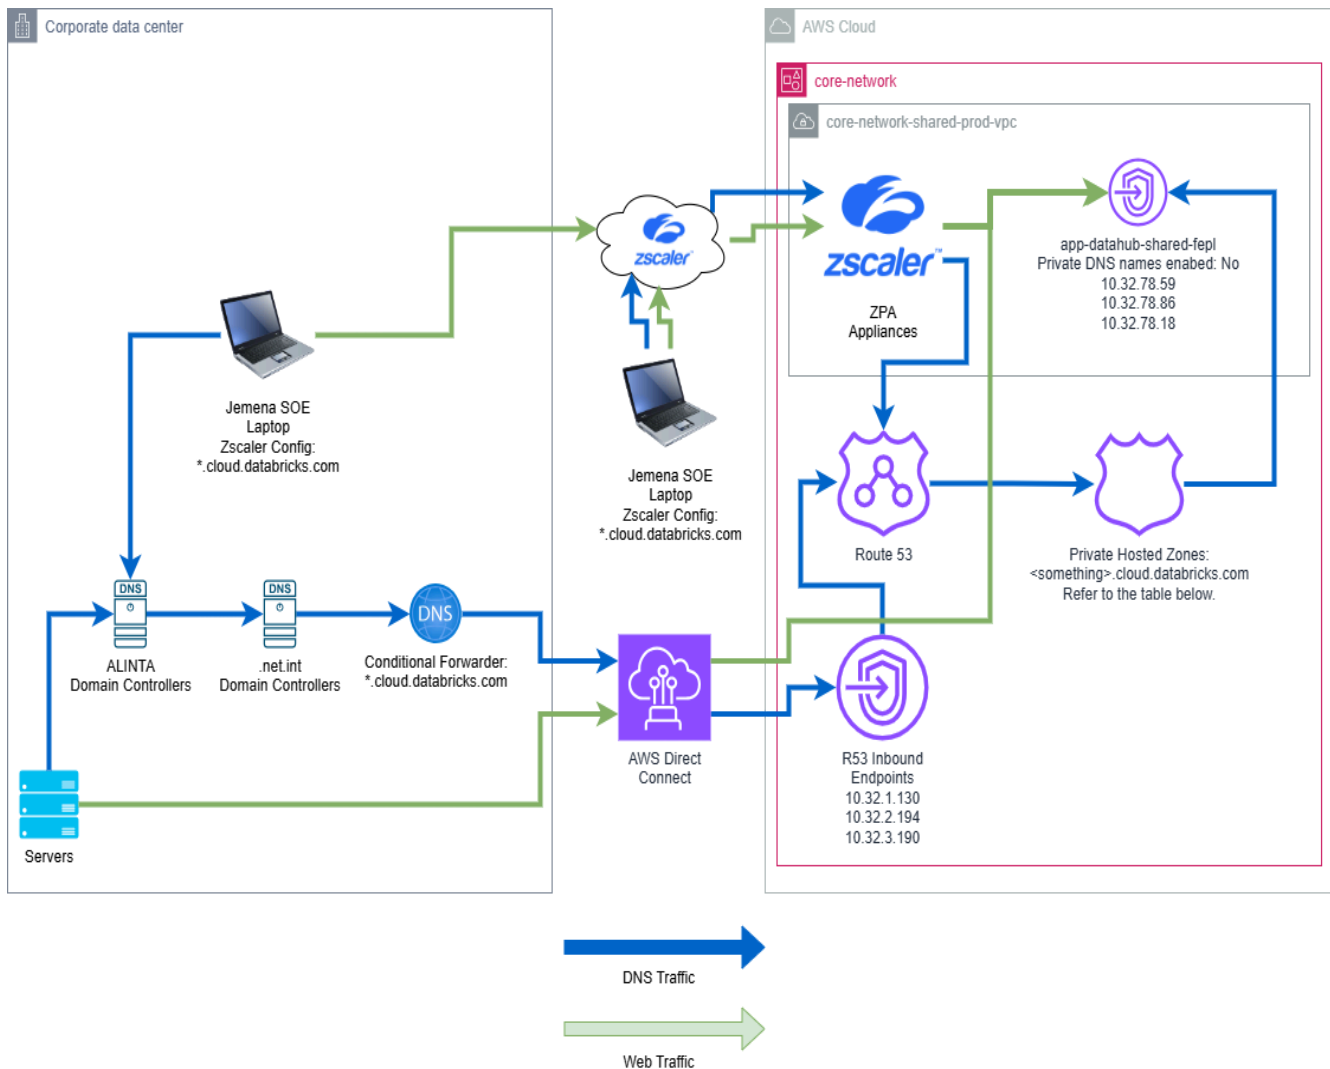 Corporate data center
AWS Cloud
core-network
core-network-shared-prod-vpc
zscaler
zscaler™
ZPA
Appliances
app-datahub-shared-fepl
Private DNS names enabed: No
10.32.78.59
10.32.78.86
10.32.78.18
Jemena SOE
Laptop
Zscaler Config:
*.cloud.databricks.com
Jemena SOE
Laptop
Zscaler Config:
*.cloud.databricks.com
Route 53
Private Hosted Zones:
<something>.cloud.databricks.com
Refer to the table below.
DNS
ALINTA
Domain Controllers
DNS
.net.int
Domain Controllers
DNS
Conditional Forwarder:
*.cloud.databricks.com
AWS Direct
Connect
R53 Inbound
Endpoints
10.32.1.130
10.32.2.194
10.32.3.190
Servers
DNS Traffic
Web Traffic